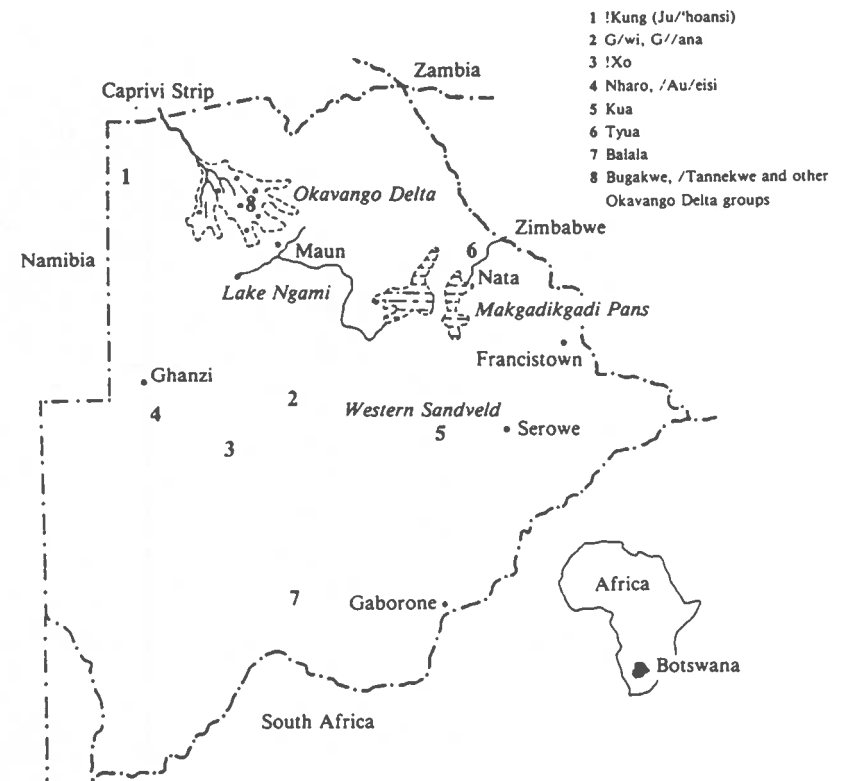 1 !Kung (Ju/'hoansi)
2 G/wi, G//ana
3 !Xo
4 Nharo, /Au/eisi
5 Kua
6 Tyua
7 Balala
8 Bugakwe, /Tannekwe and other
Okavango Delta groups
Zambia
Caprivi Strip
1
Okavango Delta
8
Zimbabwe
Maun
6
Namibia
Nata
Lake Ngami
Makgadikgadi Pans
Francistown
Ghanzi
2
Western Sandveld
4
5
Serowe
3
Africa
7
Gaborone
Botswana
South Africa